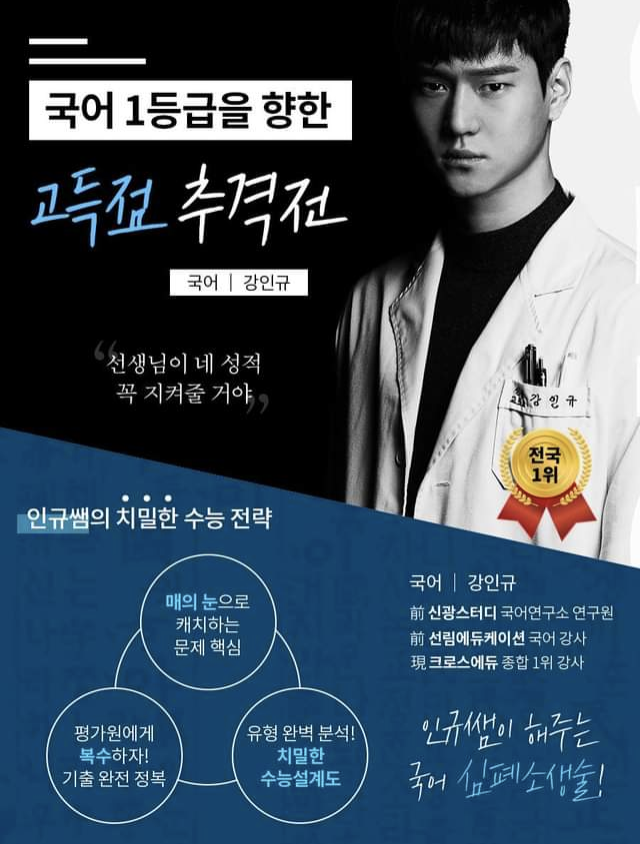 국어 1등급을 향한
고득점 추격전
국어 | 강인규
“선생님이 네 성적
꼭 지켜줄 거야”
강인규
전국
1위
인규쌤의 치밀한 수능 전략
매의 눈으로
캐치하는
문제 핵심
평가원에게
복수하자!
기출 완전 정복
유형 완벽 분석!
치밀한
수능설계도
국어 | 강인규
前 신광스터디 국어연구소 연구원
前 선림에듀케이션 국어 강사
現 크로스에듀 종합 1위 강사
인규쌤이 해주는
국어 심폐소생술!